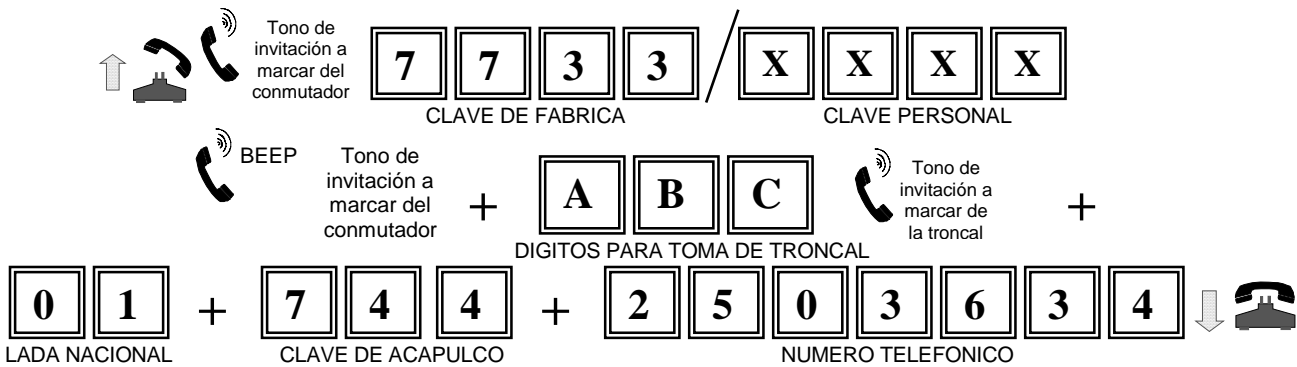 Tono de
invitación a
marcar del
conmutador
7 7 3 3 / X X X X
CLAVE DE FABRICA CLAVE PERSONAL
BEEP
Tono de
invitación a
marcar del
conmutador
+ A B C
DIGITOS PARA TOMA DE TRONCAL
Tono de
invitación a
marcar de
la troncal
+
0 1 + 7 4 4 + 2 5 0 3 6 3 4
LADA NACIONAL CLAVE DE ACAPULCO NUMERO TELEFONICO